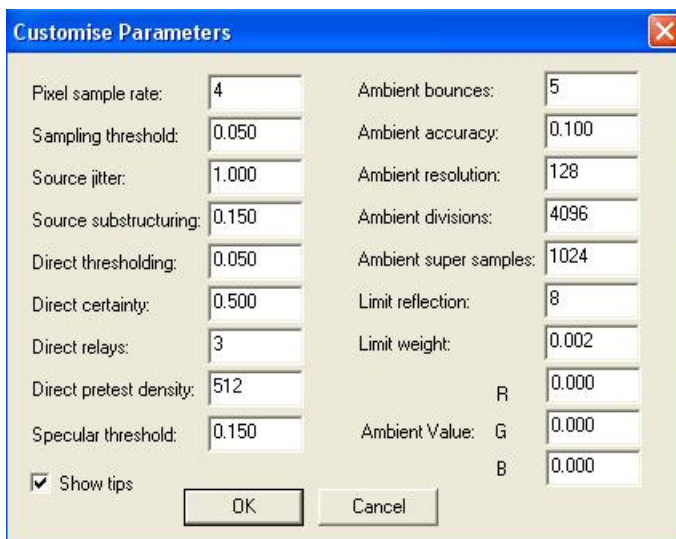 Customise Parameters
Pixel sample rate: 4
Sampling threshold: 0.050
Source jitter: 1.000
Source substructuring: 0.150
Direct thresholding: 0.050
Direct certainty: 0.500
Direct relays: 3
Direct pretest density: 512
Specular threshold: 0.150
Show tips
Ambient bounces: 5
Ambient accuracy: 0.100
Ambient resolution: 128
Ambient divisions: 4096
Ambient super samples: 1024
Limit reflection: 8
Limit weight: 0.002
R 0.000
Ambient Value: G 0.000
B 0.000
OK Cancel